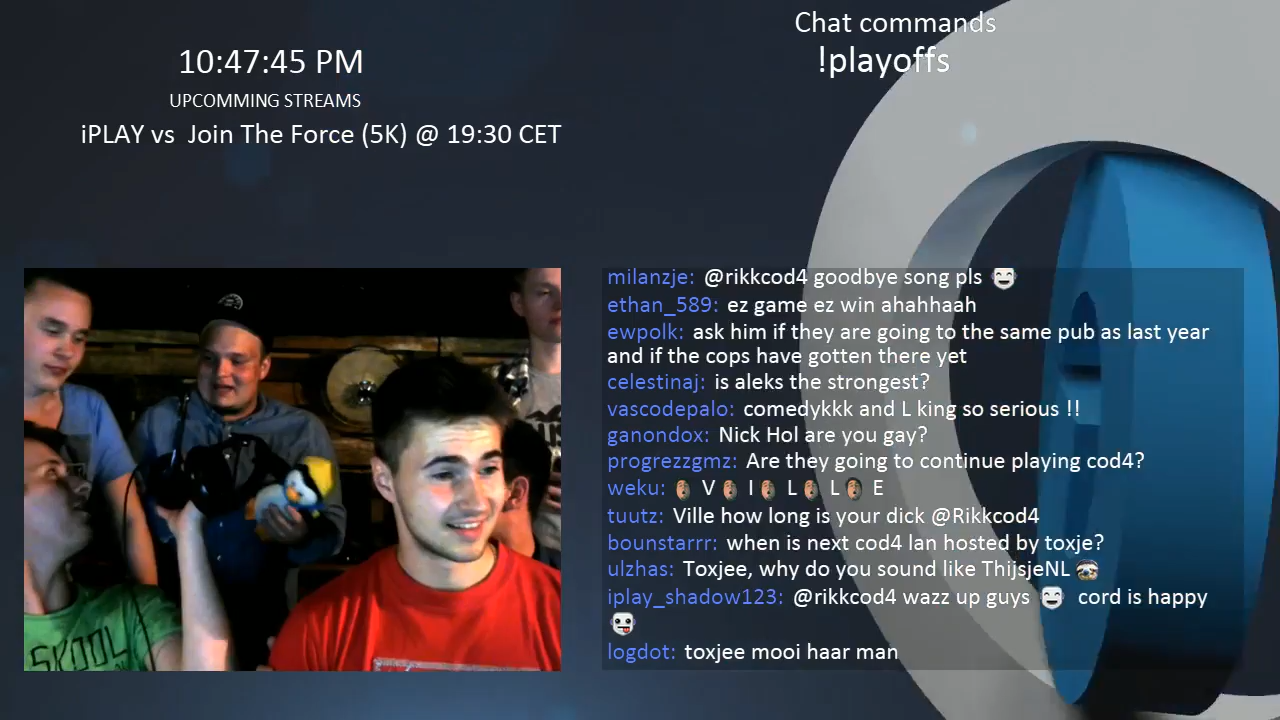 Chat commands
10:47:45 PM
!playoffs
UPCOMMING STREAMS
iPLAY vs Join The Force (5K) @ 19:30 CET
milanzje: @rikkcod4 goodbye song pls
ethan_589: ez game ez win ahahhaah
ewpolk: ask him if they are going to the same pub as last year
and if the cops have gotten there yet
celestinaj: is aleks the strongest?
vascodepalo: comedykkk and L king so serious !!
ganondox: Nick Hol are you gay?
progrezzgmz: Are they going to continue playing cod4?
weku: V I L L E
tuutz: Ville how long is your dick @Rikkcod4
bounstarrr: when is next cod4 lan hosted by toxje?
ulzhas: Toxjee, why do you sound like ThijsjeNL
iplay_shadow123: @rikkcod4 wazz up guys cord is happy
logdot: toxjee mooi haar man
SKOOL